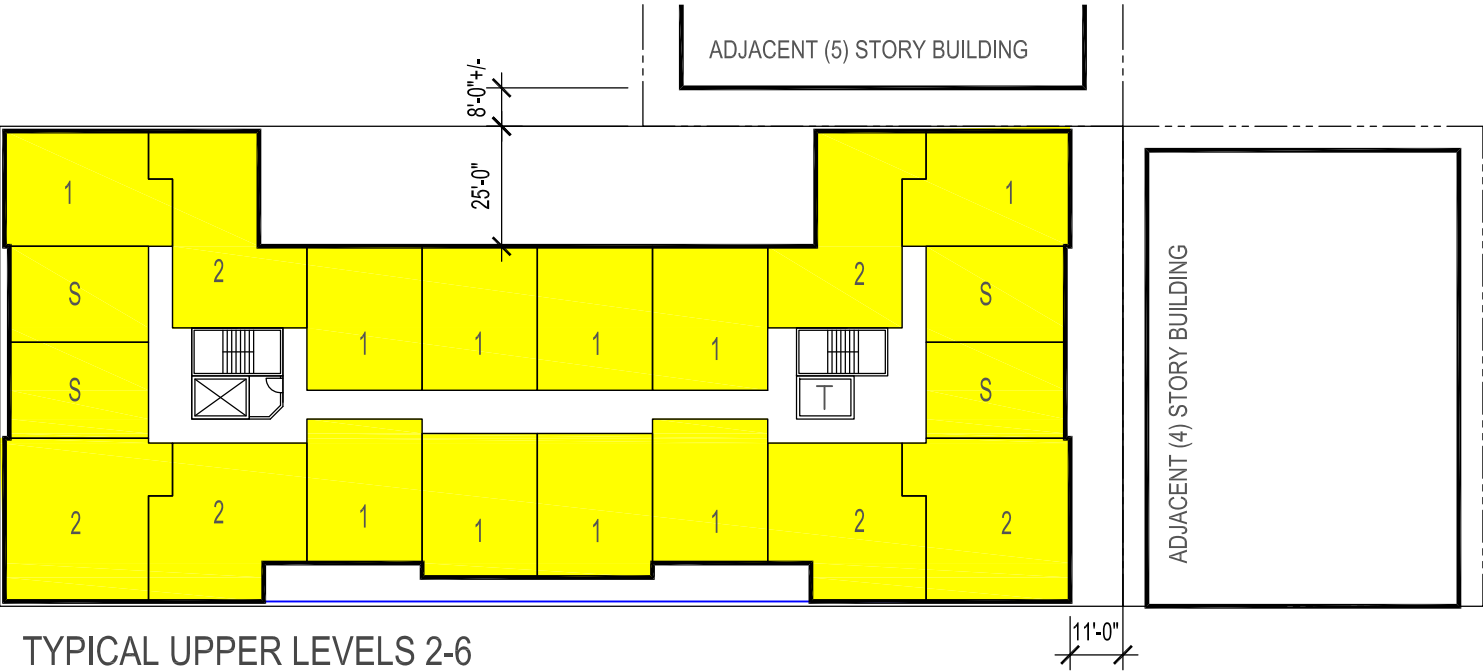 ADJACENT (5) STORY BUILDING
8'-0"+/-
25'-0"
1
1
2
2
S
S
ADJACENT (4) STORY BUILDING
1
1
1
1
S
S
T
2
2
1
1
1
1
2
2
11'-0"
TYPICAL UPPER LEVELS 2-6